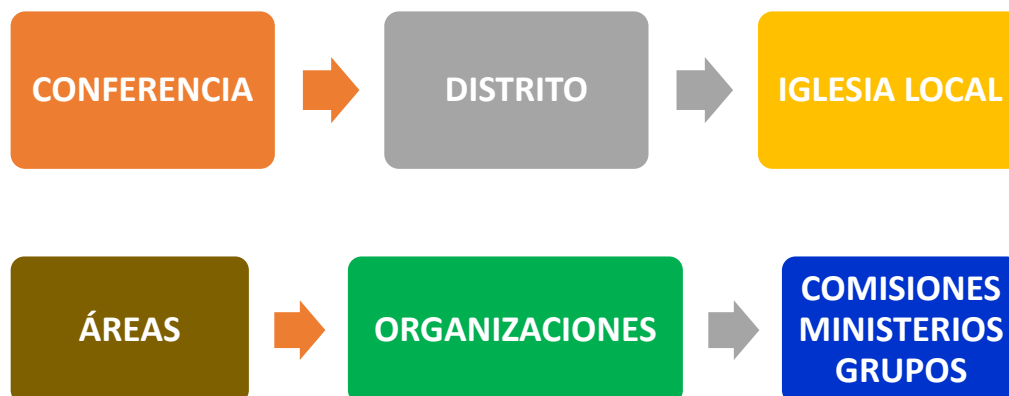 CONFERENCIA
DISTRITO
IGLESIA LOCAL
ÁREAS
ORGANIZACIONES
COMISIONES
MINISTERIOS
GRUPOS